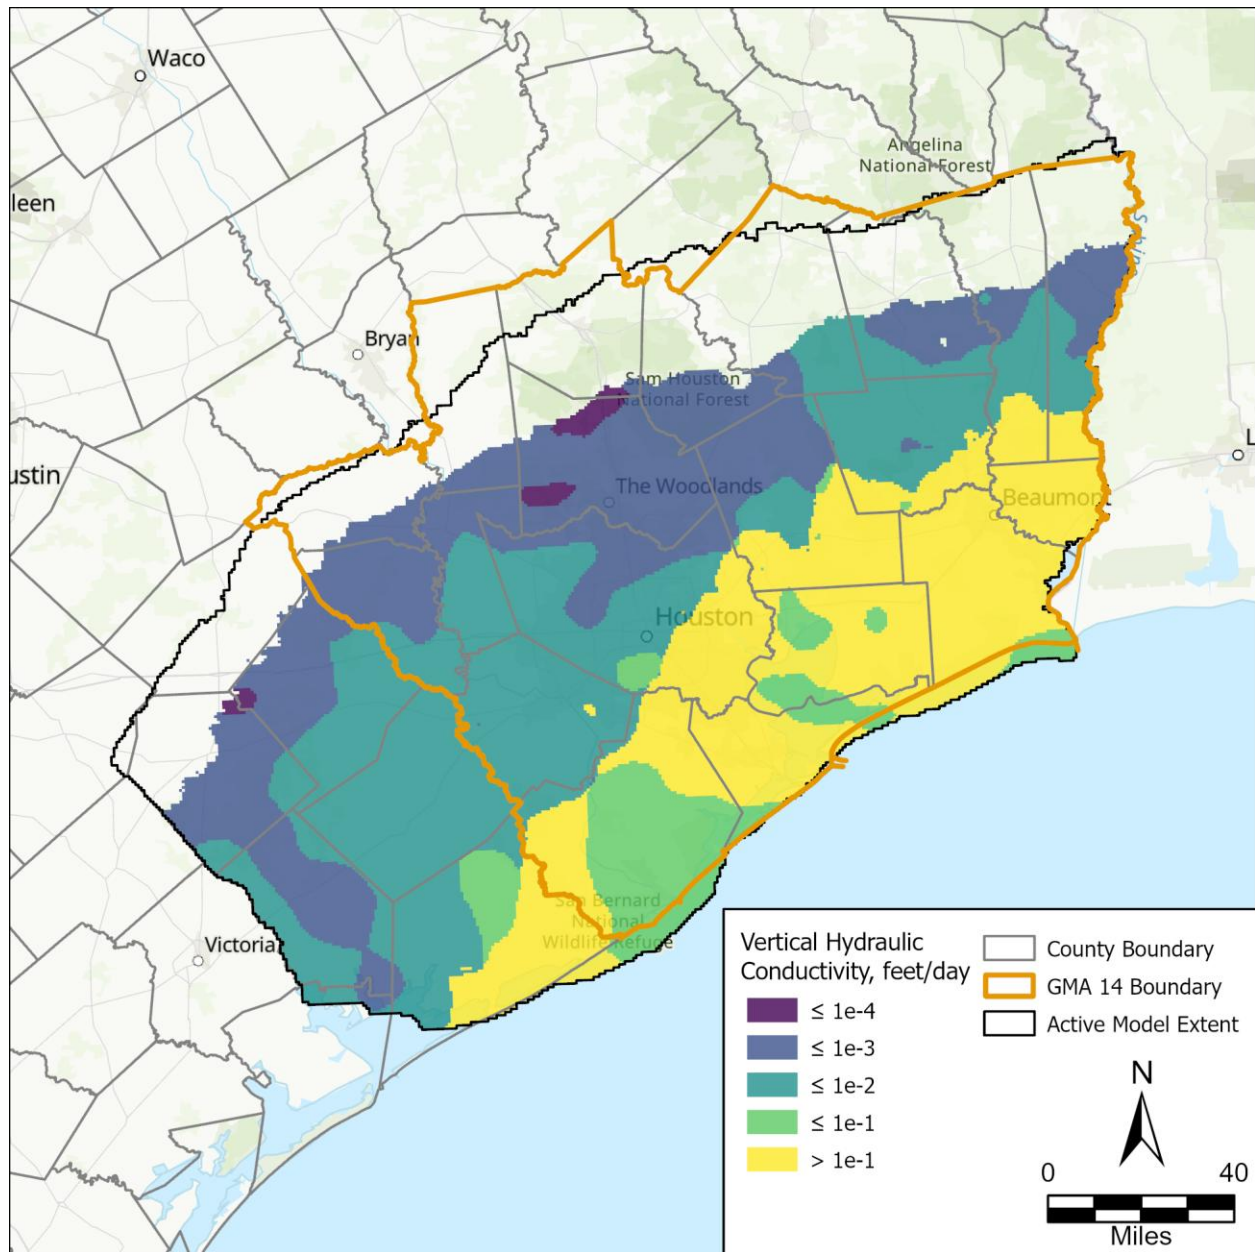 Waco
Angelina
National Forest
leen
Sabin
Bryan
Sam Houston
National Forest
ustin
L
The Woodlands
Beaumon
Houston
San Bernard
National
Wildlife Refuge
Victoria
Vertical Hydraulic
Conductivity, feet/day
≤ 1e-4
≤ 1e-3
≤ 1e-2
≤ 1e-1
> 1e-1
County Boundary
GMA 14 Boundary
Active Model Extent
N
0 40
Miles